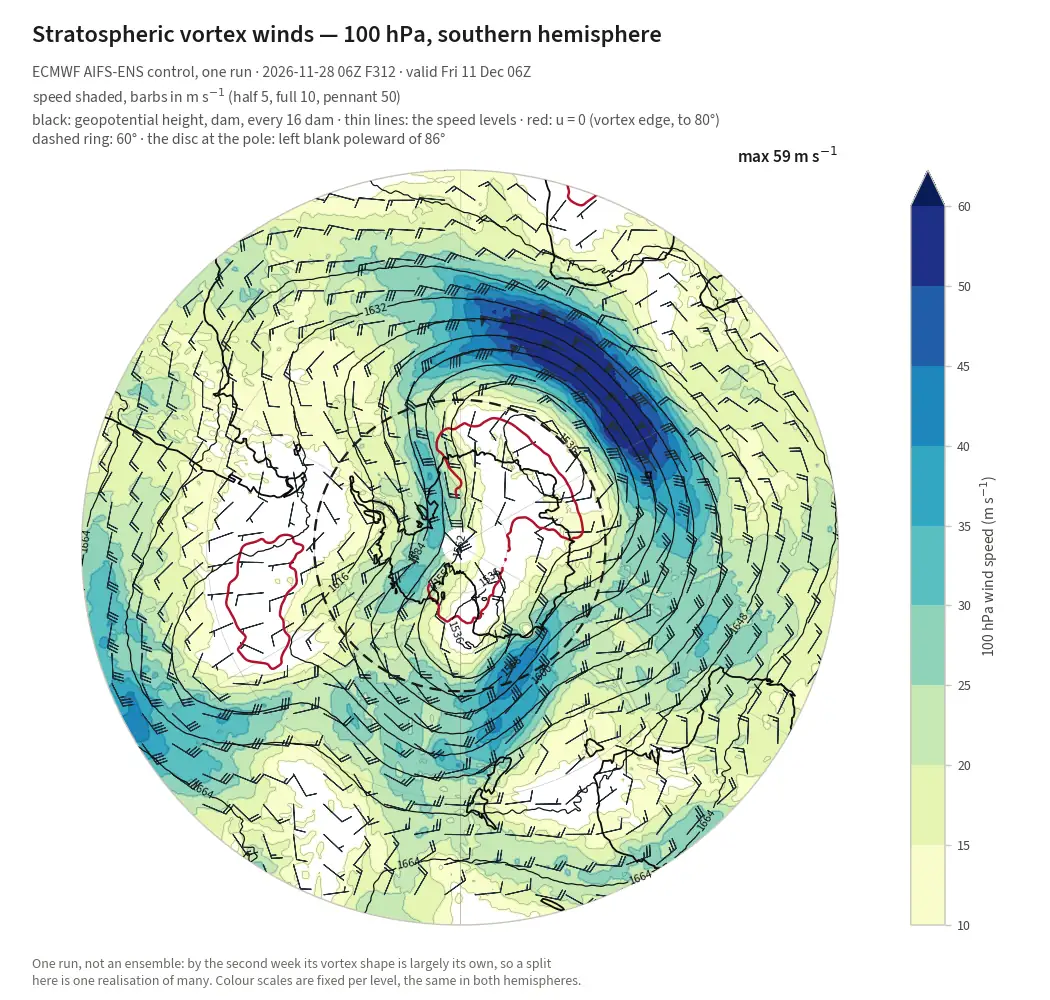 Stratospheric vortex winds — 100 hPa, southern hemisphere
ECMWF AIFS-ENS control, one run · 2026-11-28 06Z F312 · valid Fri 11 Dec 06Z
speed shaded, barbs in m s⁻¹ (half 5, full 10, pennant 50)
black: geopotential height, dam, every 16 dam · thin lines: the speed levels · red: u = 0 (vortex edge, to 80°)
dashed ring: 60° · the disc at the pole: left blank poleward of 86°
max 59 m s⁻¹
60
50
45
40
35
30
25
20
15
10
100 hPa wind speed (m s⁻¹)
1632
1664
1616
1536
1648
1664
1664
1664
1664
One run, not an ensemble: by the second week its vortex shape is largely its own, so a split
here is one realisation of many. Colour scales are fixed per level, the same in both hemispheres.